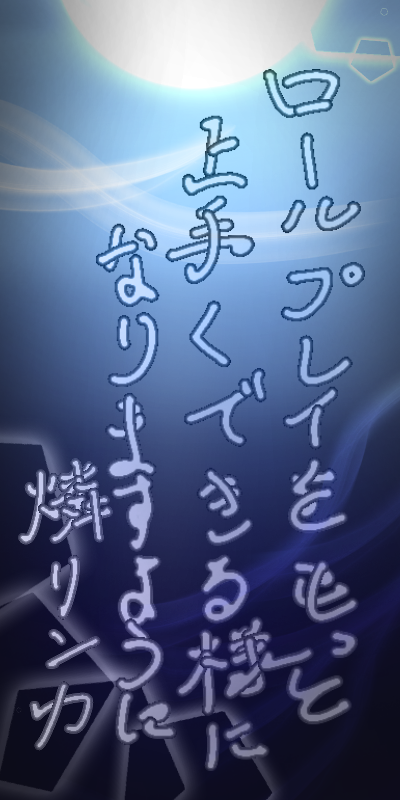 ロールプレイをもっと
上手くできる様に
なりますように
燐リンカ